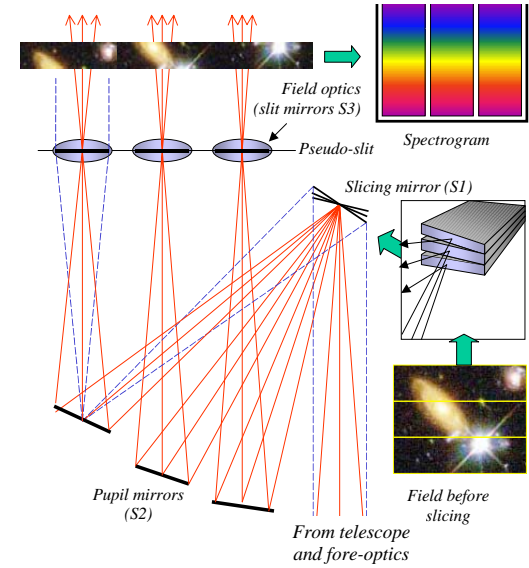 Field optics
(slit mirrors S3)
Spectrogram
Pseudo-slit
Slicing mirror (S1)
Pupil mirrors
(S2)
Field before
slicing
From telescope
and fore-optics